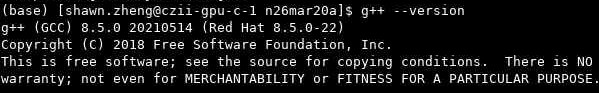 (base) [shawn.zheng@czii-gpu-c-1 n26mar20a]$ g++ --version
g++ (GCC) 8.5.0 20210514 (Red Hat 8.5.0-22)
Copyright (C) 2018 Free Software Foundation, Inc.
This is free software; see the source for copying conditions.  There is NO
warranty; not even for MERCHANTABILITY or FITNESS FOR A PARTICULAR PURPOSE.